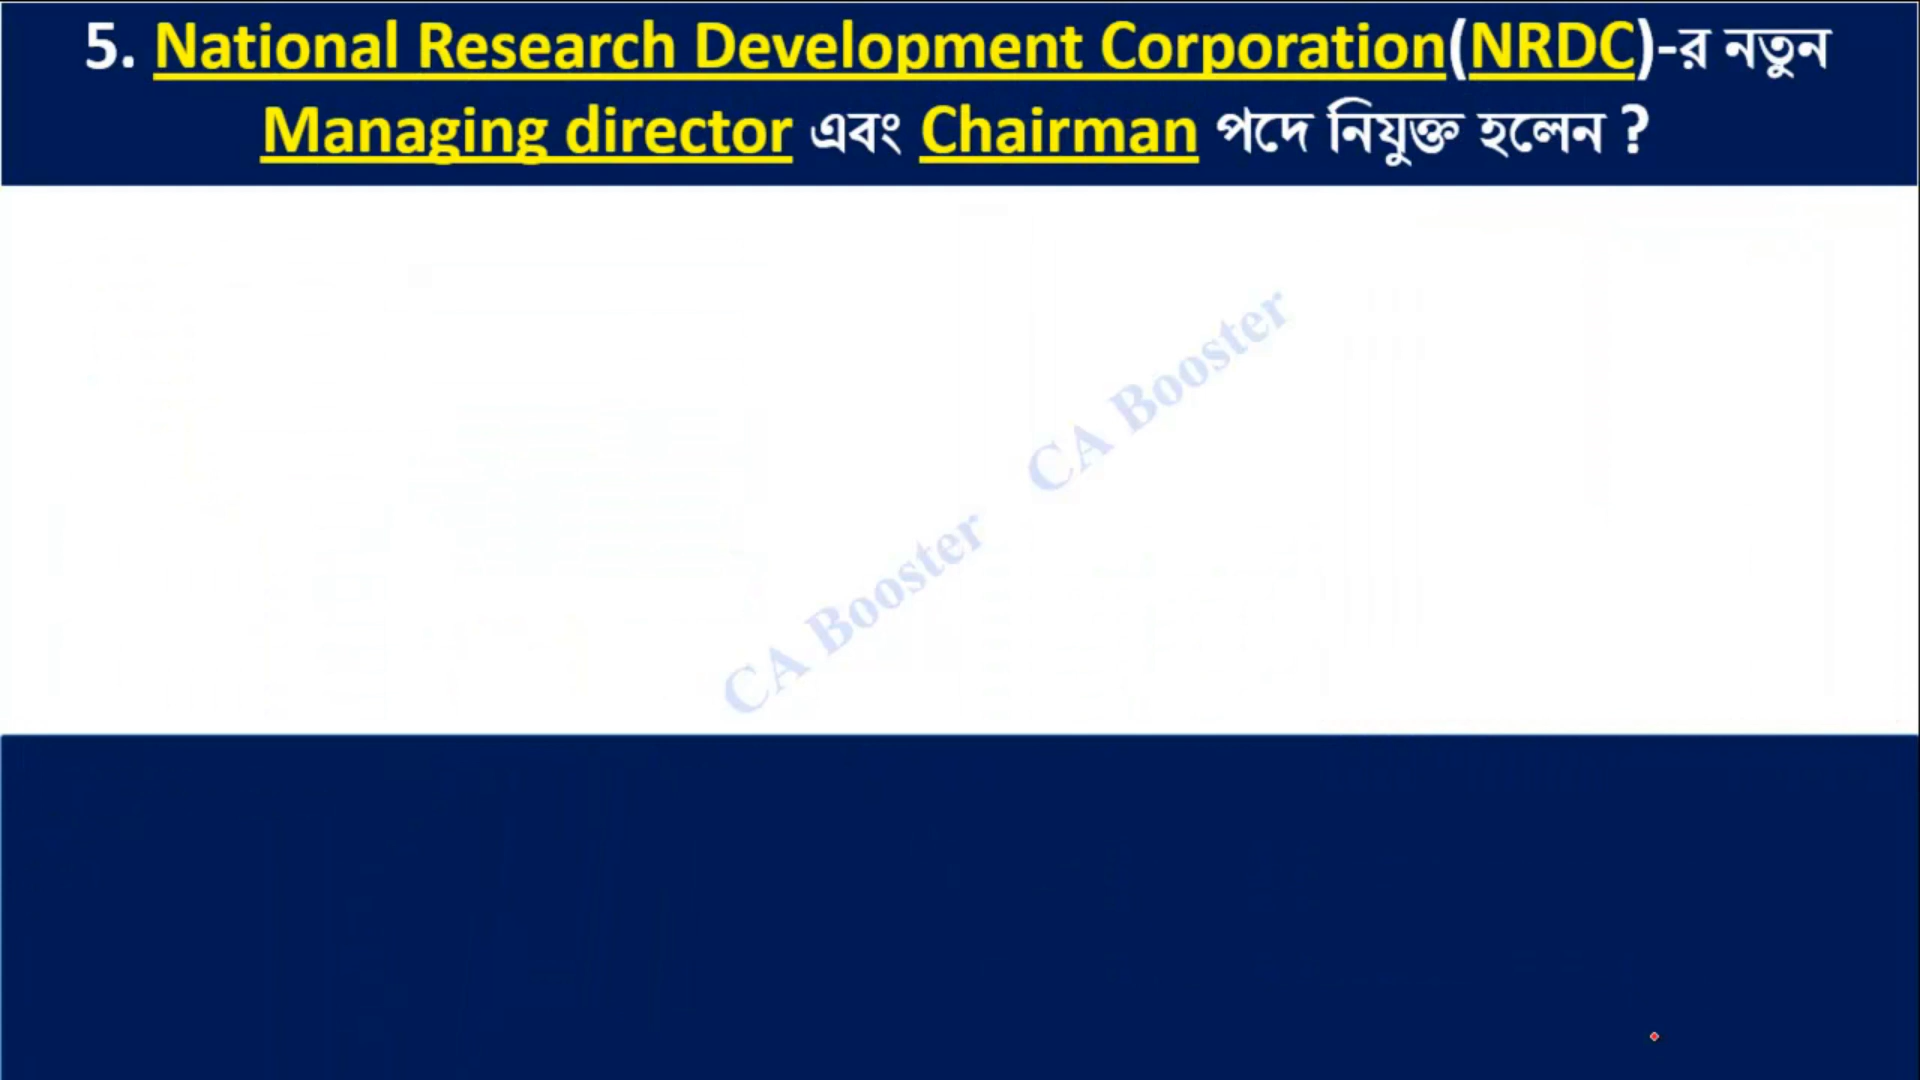 5. National Research Development Corporation(NRDC)-র নতুন
Managing director এবং Chairman পদে নিযুক্ত হলেন ?
CA Booster
CA Booster